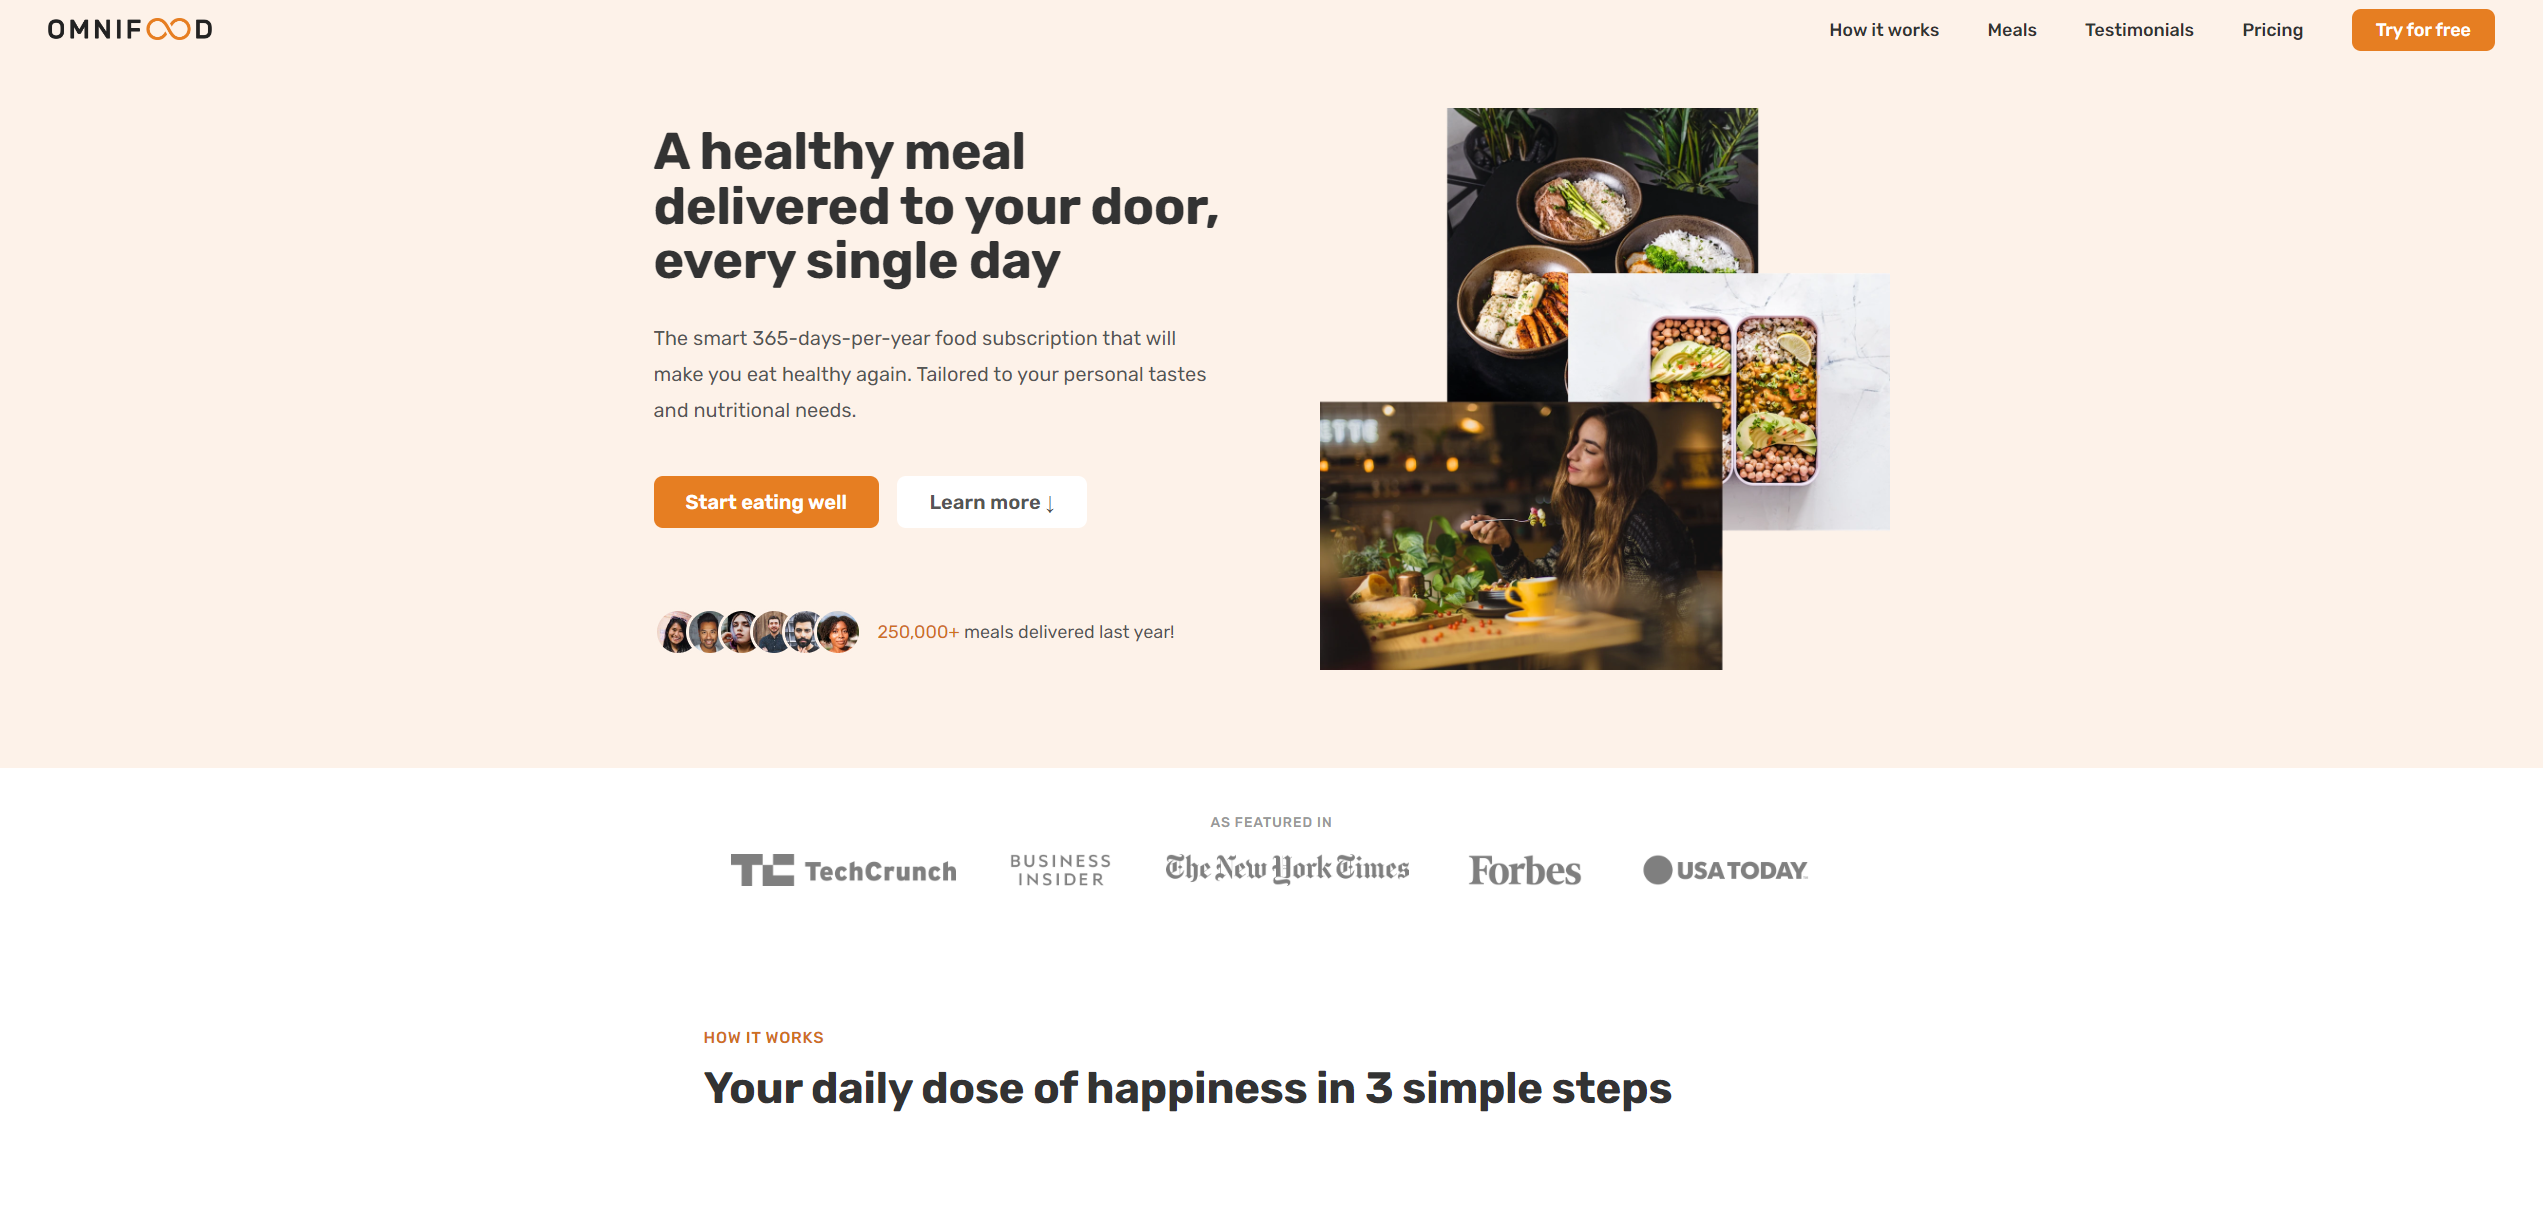 OMNIFOOD
How it works
Meals
Testimonials
Pricing
Try for free
A healthy meal
delivered to your door,
every single day
The smart 365-days-per-year food subscription that will
make you eat healthy again. Tailored to your personal tastes
and nutritional needs.
Start eating well
Learn more ↓
250,000+ meals delivered last year!
AS FEATURED IN
TC TechCrunch
BUSINESS
INSIDER
The New York Times
Forbes
USA TODAY
HOW IT WORKS
Your daily dose of happiness in 3 simple steps